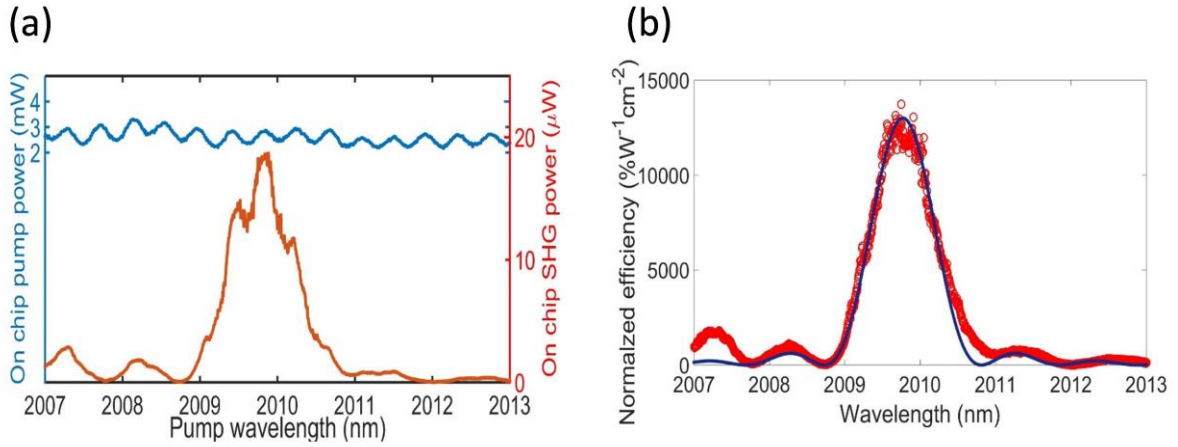 (a)
On chip pump power (mW)
4
3
2
20
10
0
On chip SHG power (μW)
2007 2008 2009 2010 2011 2012 2013
Pump wavelength (nm)
(b)
Normalzed efficiency (%W⁻¹cm⁻²)
15000
10000
5000
0
2007 2008 2009 2010 2011 2012 2013
Wavelength (nm)